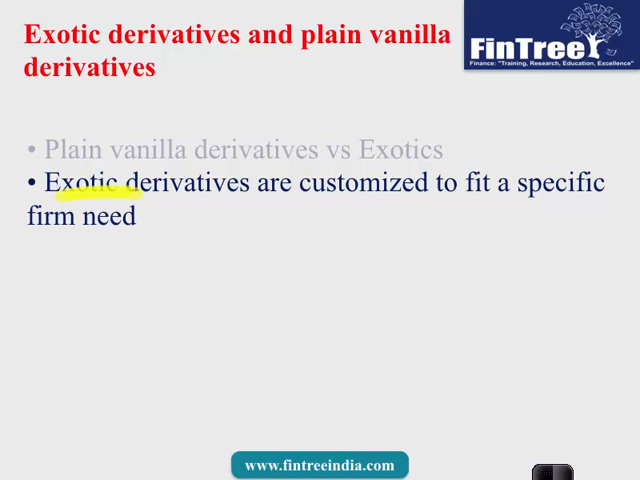 Exotic derivatives and plain vanilla
derivatives
FinTree
Finance: "Training, Research, Education, Excellence"
• Plain vanilla derivatives vs Exotics
• Exotic derivatives are customized to fit a specific
firm need
www.fintreeindia.com